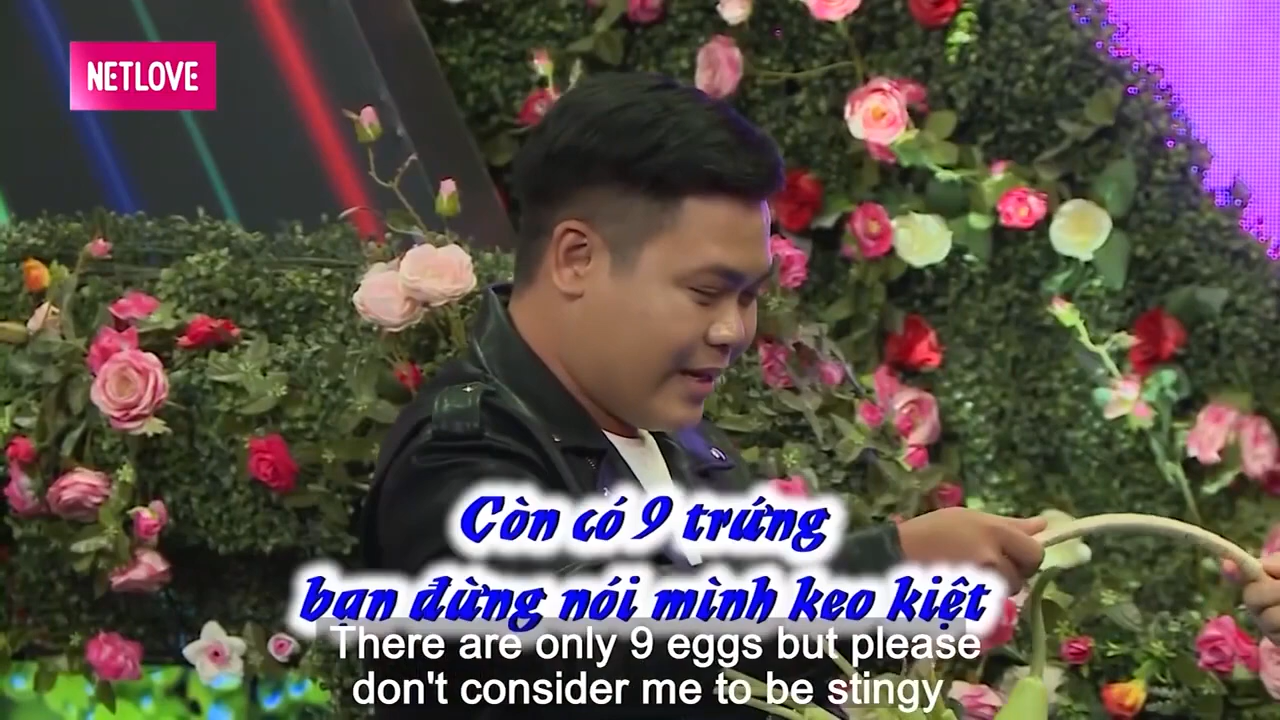 NETLOVE
Còn có 9 trứng
bạn đừng nói mình keo kiệt
There are only 9 eggs but please
don't consider me to be stingy